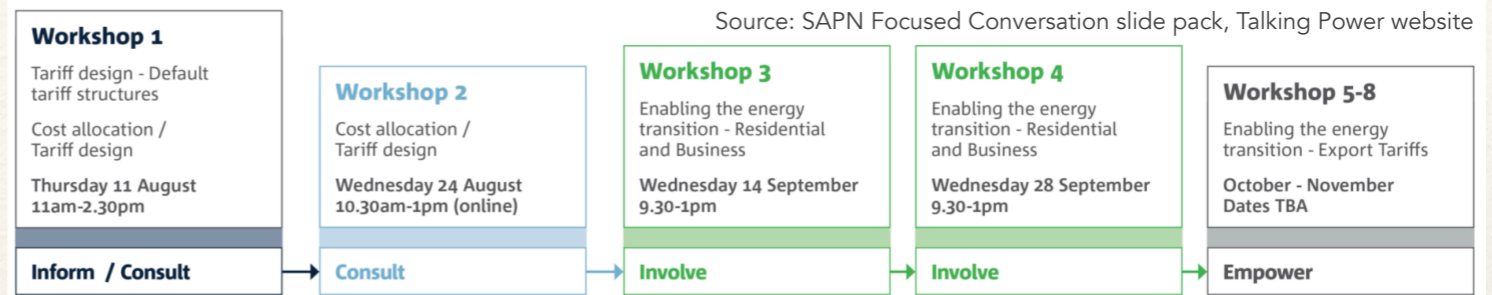 Source: SAPN Focused Conversation slide pack, Talking Power website
Workshop 1
Tariff design - Default
tariff structures
Cost allocation /
Tariff design
Thursday 11 August
11am-2.30pm
Inform / Consult
Workshop 2
Cost allocation /
Tariff design
Wednesday 24 August
10.30am-1pm (online)
Consult
Workshop 3
Enabling the energy
transition - Residential
and Business
Wednesday 14 September
9.30-1pm
Involve
Workshop 4
Enabling the energy
transition - Residential
and Business
Wednesday 28 September
9.30-1pm
Involve
Workshop 5-8
Enabling the energy
transition - Export Tariffs
October - November
Dates TBA
Empower